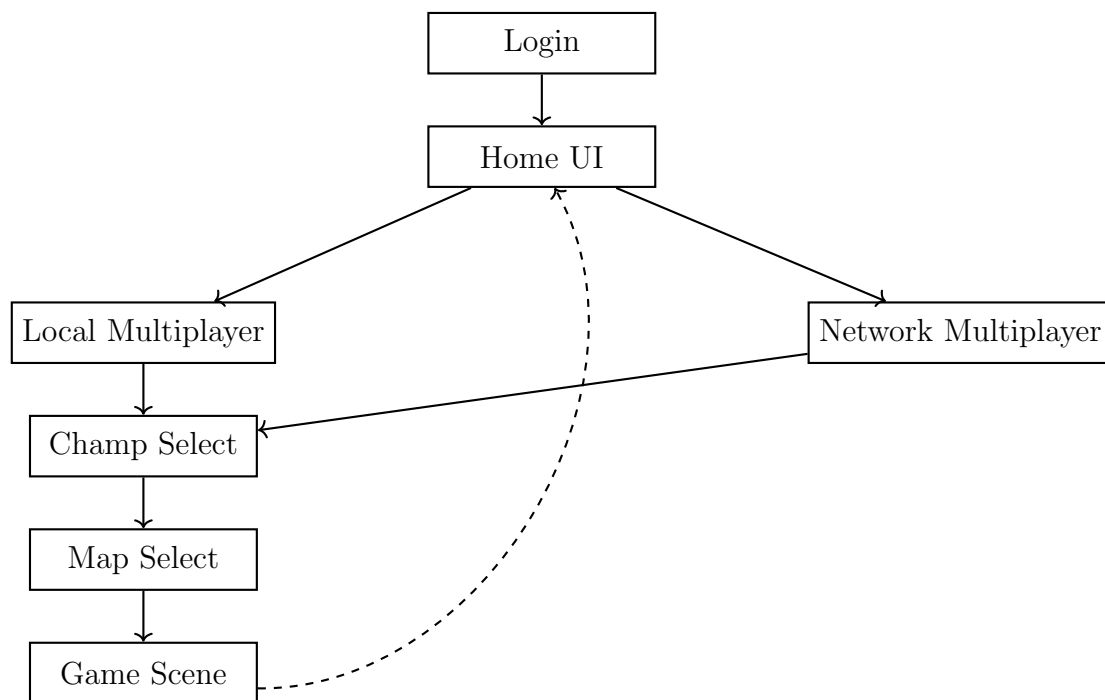 Login
Home UI
Local Multiplayer
Network Multiplayer
Champ Select
Map Select
Game Scene